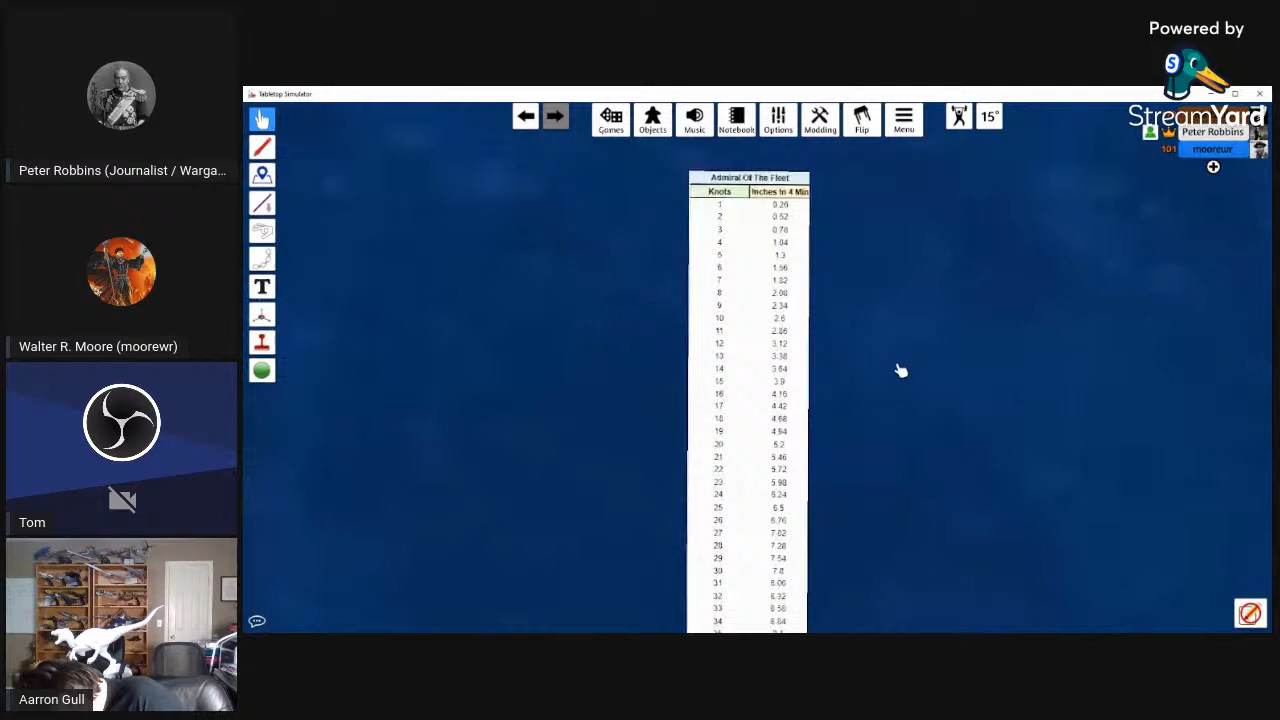 Powered by
StreamYard
Tabletop Simulator
Games
Objects
Music
Notebook
Options
Modding
Flip
Menu
15°
Peter Robbins
101 moorewr
Peter Robbins (Journalist / Warga...
Walter R. Moore (moorewr)
Tom
Aarron Gull
T
S
Admiral Of The Fleet
Knots Inches In 4 Min
1 0.26
2 0.52
3 0.78
4 1.04
5 1.3
6 1.56
7 1.82
8 2.08
9 2.34
10 2.6
11 2.86
12 3.12
13 3.38
14 3.64
15 3.9
16 4.16
17 4.42
18 4.68
19 4.94
20 5.2
21 5.46
22 5.72
23 5.98
24 6.24
25 6.5
26 6.76
27 7.02
28 7.28
29 7.54
30 7.8
31 8.06
32 8.32
33 8.58
34 8.84